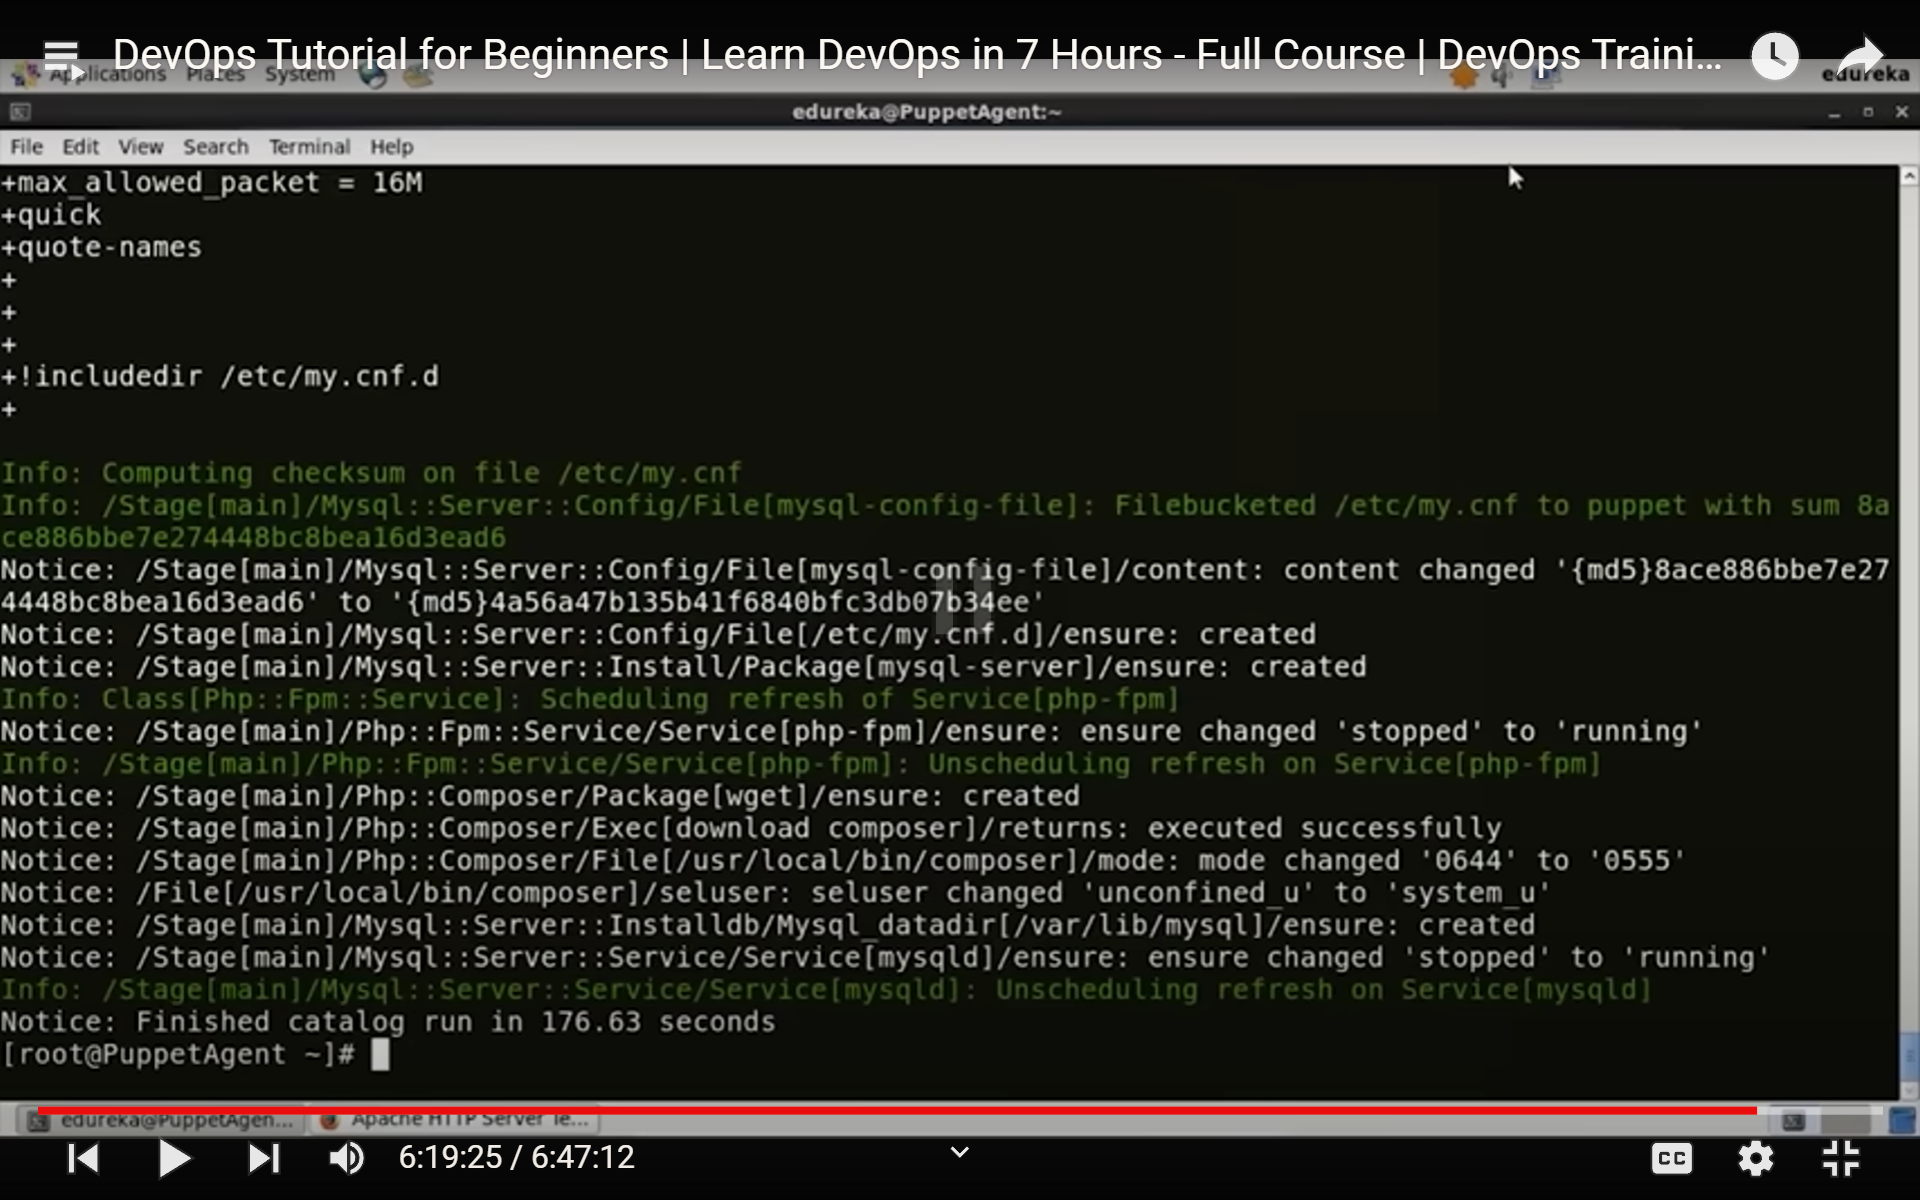 DevOps Tutorial for Beginners | Learn DevOps in 7 Hours - Full Course | DevOps Traini...
Applications Places System edureka
edureka@PuppetAgent:~
File Edit View Search Terminal Help
+max_allowed_packet = 16M
+quick
+quote-names
+
+
+
+!includedir /etc/my.cnf.d
+
Info: Computing checksum on file /etc/my.cnf
Info: /Stage[main]/Mysql::Server::Config/File[mysql-config-file]: Filebucketed /etc/my.cnf to puppet with sum 8a
ce886bbe7e274448bc8bea16d3ead6
Notice: /Stage[main]/Mysql::Server::Config/File[mysql-config-file]/content: content changed '{md5}8ace886bbe7e27
4448bc8bea16d3ead6' to '{md5}4a56a47b135b41f6840bfc3db07b34ee'
Notice: /Stage[main]/Mysql::Server::Config/File[/etc/my.cnf.d]/ensure: created
Notice: /Stage[main]/Mysql::Server::Install/Package[mysql-server]/ensure: created
Info: Class[Php::Fpm::Service]: Scheduling refresh of Service[php-fpm]
Notice: /Stage[main]/Php::Fpm::Service/Service[php-fpm]/ensure: ensure changed 'stopped' to 'running'
Info: /Stage[main]/Php::Fpm::Service/Service[php-fpm]: Unscheduling refresh on Service[php-fpm]
Notice: /Stage[main]/Php::Composer/Package[wget]/ensure: created
Notice: /Stage[main]/Php::Composer/Exec[download composer]/returns: executed successfully
Notice: /Stage[main]/Php::Composer/File[/usr/local/bin/composer]/mode: mode changed '0644' to '0555'
Notice: /File[/usr/local/bin/composer]/seluser: seluser changed 'unconfined_u' to 'system_u'
Notice: /Stage[main]/Mysql::Server::Installdb/Mysql_datadir[/var/lib/mysql]/ensure: created
Notice: /Stage[main]/Mysql::Server::Service/Service[mysqld]/ensure: ensure changed 'stopped' to 'running'
Info: /Stage[main]/Mysql::Server::Service/Service[mysqld]: Unscheduling refresh on Service[mysqld]
Notice: Finished catalog run in 176.63 seconds
[root@PuppetAgent ~]#
edureka@PuppetAgen... Apache HTTP Server Te...
6:19:25 / 6:47:12 CC